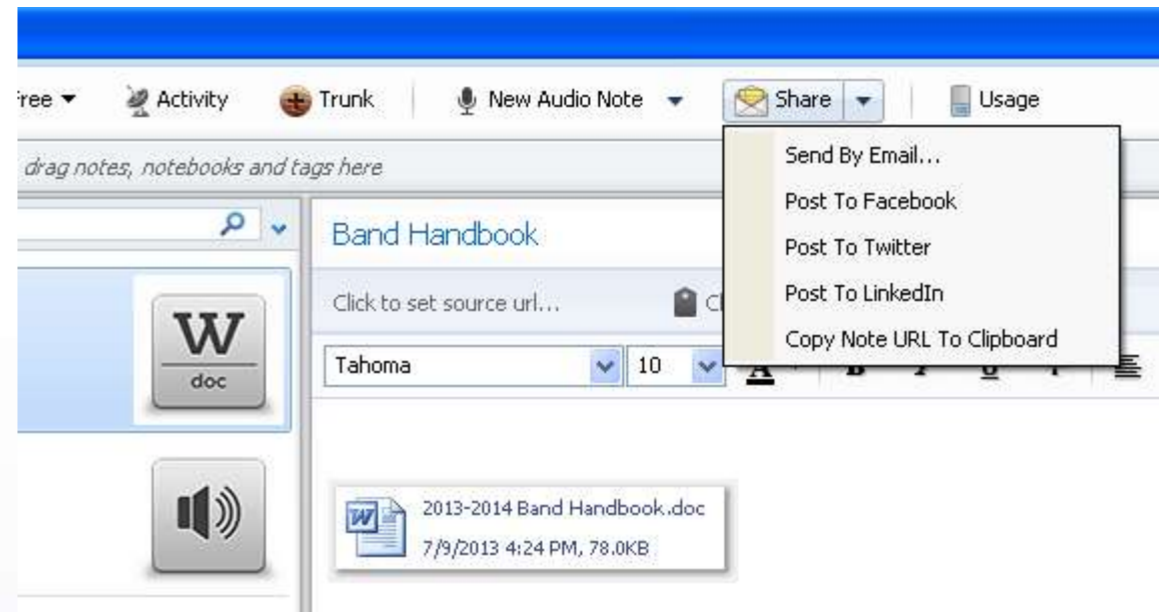 Activity Trunk New Audio Note Share Usage
drag notes, notebooks and tags here
Send By Email...
Post To Facebook
Post To Twitter
Post To LinkedIn
Copy Note URL To Clipboard
Band Handbook
Click to set source url...
Tahoma 10 A B I U T
W
doc
2013-2014 Band Handbook.doc
7/9/2013 4:24 PM, 78.0KB